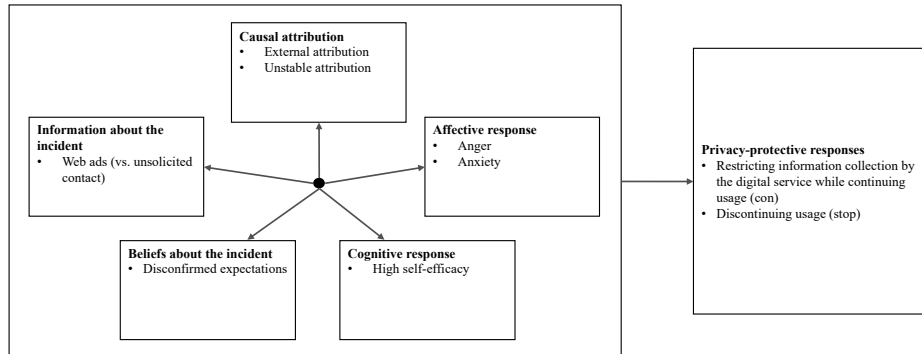 Causal attribution
• External attribution
• Unstable attribution
Information about the
incident
• Web ads (vs. unsolicited
contact)
Affective response
• Anger
• Anxiety
Beliefs about the incident
• Disconfirmed expectations
Cognitive response
• High self-efficacy
Privacy-protective responses
• Restricting information collection by
the digital service while continuing
usage (con)
• Discontinuing usage (stop)